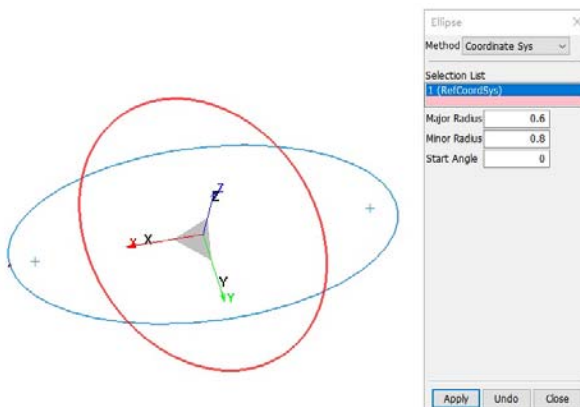 Ellipse
Method Coordinate Sys
Selection List
1 (RefCoordSys)
Major Radius 0.6
Minor Radius 0.8
Start Angle 0
Z
Z
X X
Y
Y
Apply Undo Close